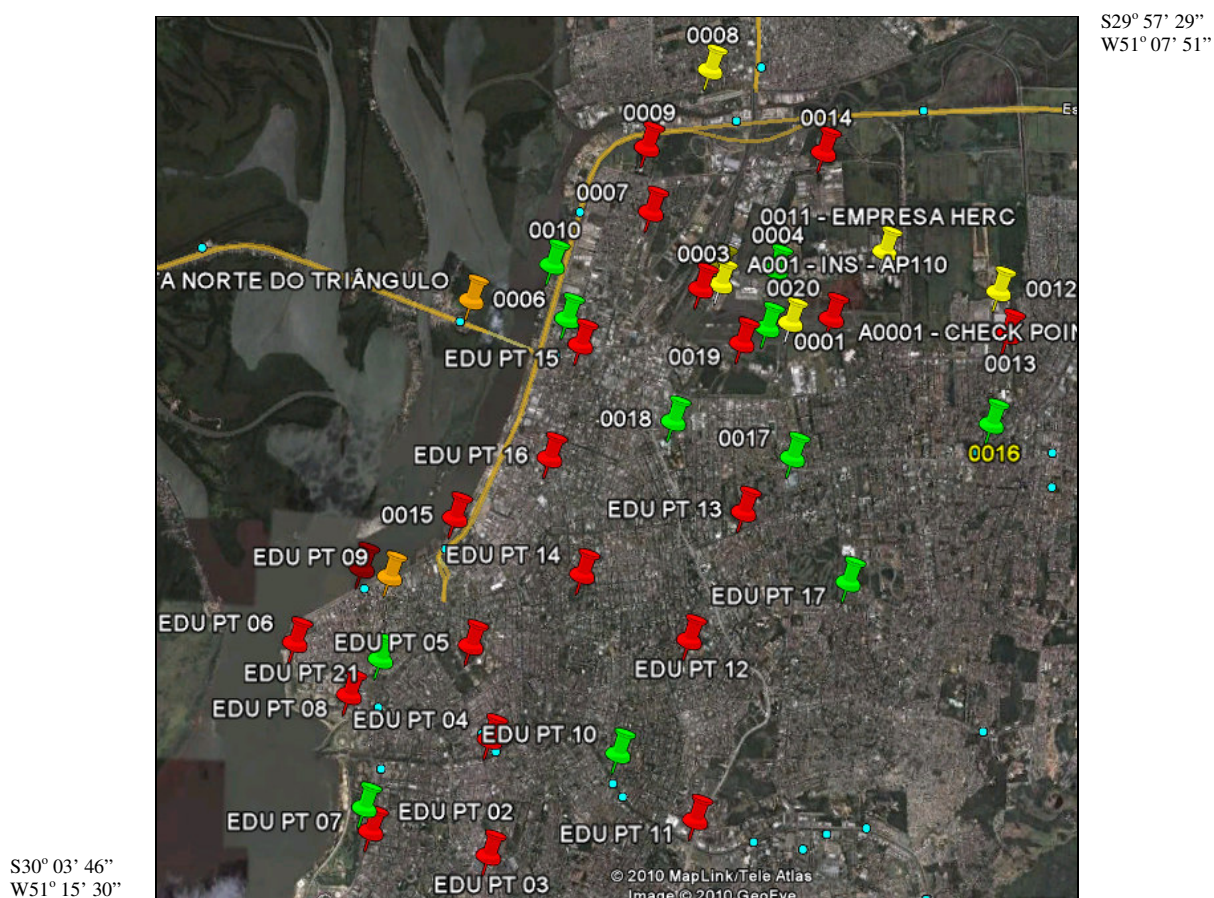 S29° 57’ 29”
W51° 07’ 51”
0008
0009
0014
Es
0007
0011 - EMPRESA HERC
0010
0004
0003
A001 - INS - AP110
A NORTE DO TRIÂNGULO
0006
0020
0012
0001
A0001 - CHECK POIN
EDU PT 15
0019
0013
0018
0017
0016
EDU PT 16
EDU PT 13
0015
EDU PT 09
EDU PT 14
EDU PT 17
EDU PT 06
EDU PT 05
EDU PT 21
EDU PT 12
EDU PT 08
EDU PT 04
EDU PT 10
EDU PT 02
EDU PT 07
EDU PT 11
S30° 03’ 46”
W51° 15’ 30”
EDU PT 03
© 2010 MapLink/Tele Atlas
Image © 2010 GeoEye